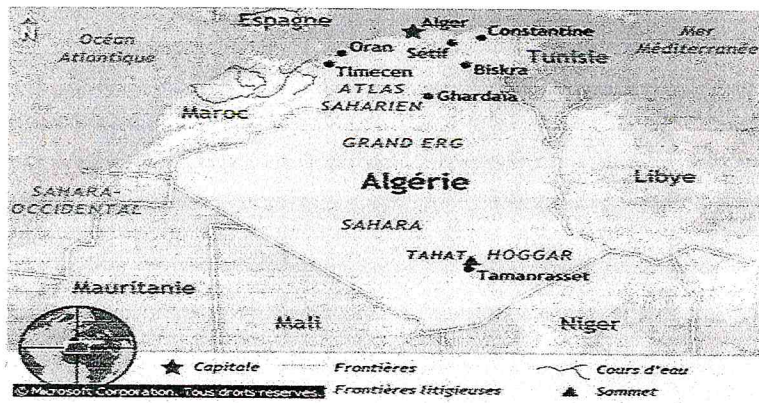 N
Espagne
Alger
Constantine
Mer
Méditerranée
Océan
Atlantique
Oran
Sétif
Tunisie
Tlmecen
Biskra
ATLAS
SAHARIEN
Ghardaïa
Maroc
GRAND ERG
Algérie
Libye
SAHARA-
OCCIDENTAL
SAHARA
TAHAT HOGGAR
Tamanrasset
Mauritanie
Mali
Niger
Capitale Frontières Cours d'eau
© Microsoft Corporation. Tous droits réservés. Frontières litigieuses Sommet